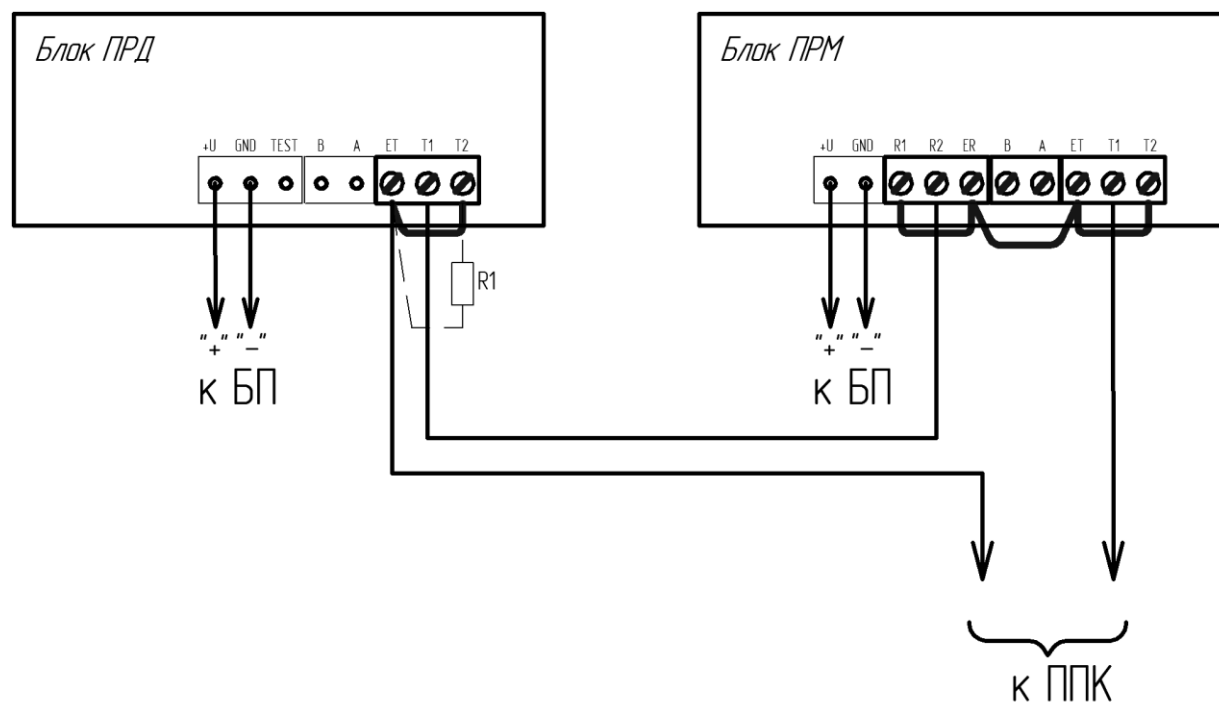 Блок ПРД
Блок ПРМ
+U GND TEST B A ET T1 T2
+U GND R1 R2 ER B A ET T1 T2
R1
"+" "–"
к БП
"+" "–"
к БП
к ППК